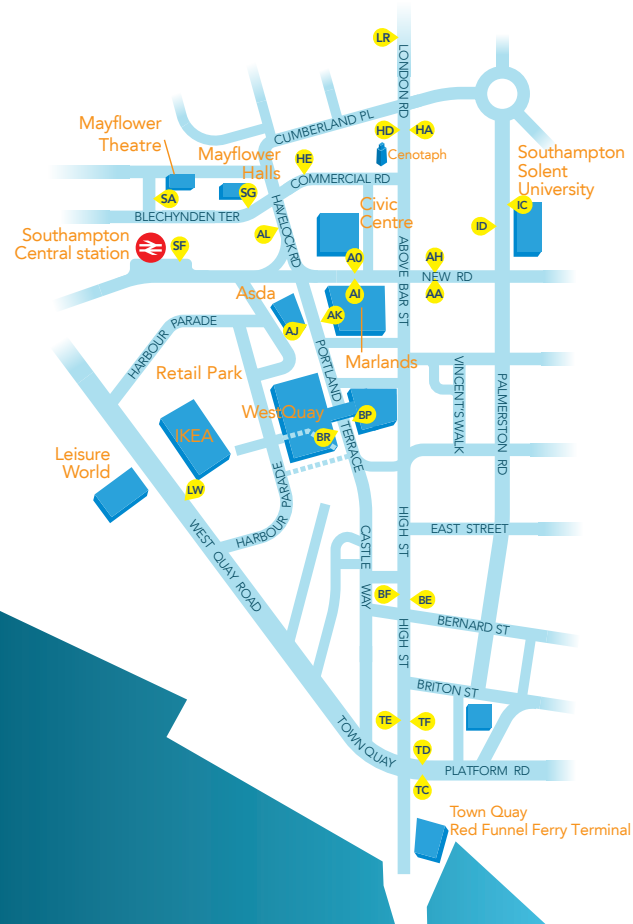 LR
LONDON RD
CUMBERLAND PL
HD
HA
Cenotaph
Mayflower
Theatre
Mayflower
Halls
HE
COMMERCIAL RD
Southampton
Solent
University
SA
SG
IC
ID
BLECHYNDEN TER
HAVELOCK RD
Civic
Centre
AL
Southampton
Central station
SF
A0
ABOVE BAR ST
AH
NEW RD
AI
AA
Asda
AK
AJ
HARBOUR PARADE
PORTLAND TERRACE
Marlands
Retail Park
VINCENT'S WALK
PALMERSTON RD
WestQuay
BP
BR
IKEA
Leisure
World
LW
HARBOUR PARADE
WEST QUAY ROAD
CASTLE WAY
HIGH ST
EAST STREET
BF
BE
BERNARD ST
HIGH ST
BRITON ST
TE
TF
TOWN QUAY
TD
PLATFORM RD
TC
Town Quay
Red Funnel Ferry Terminal